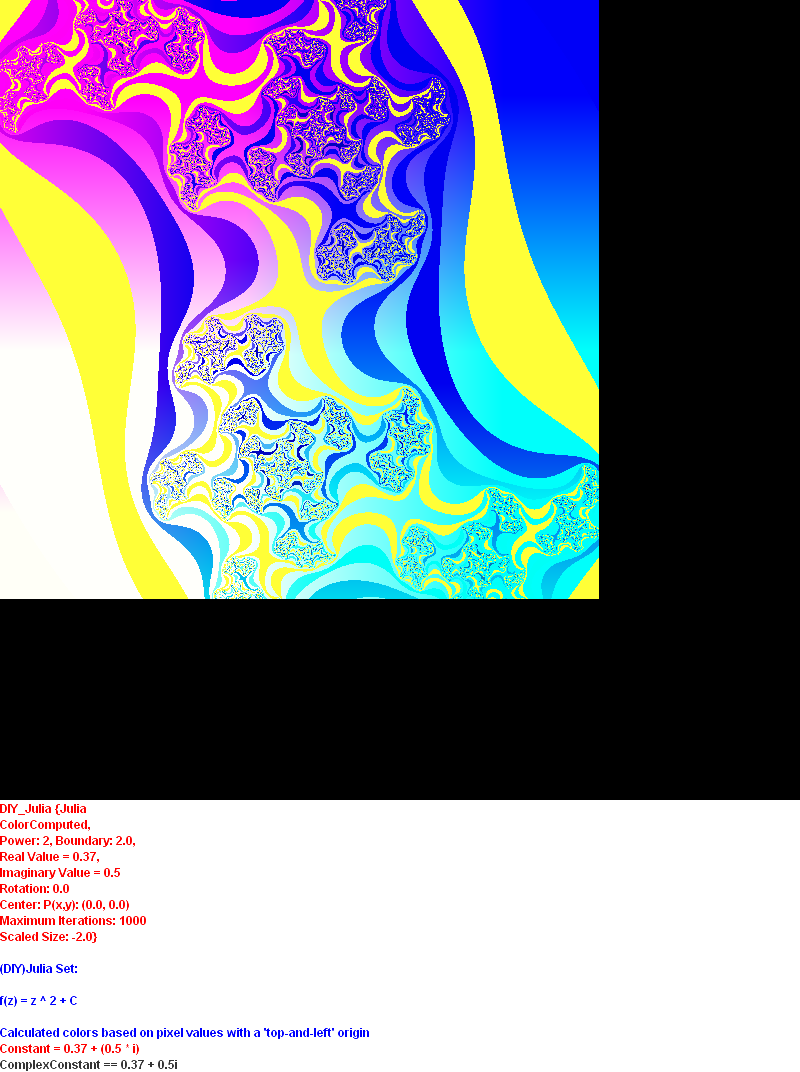 DIY_Julia {Julia
ColorComputed,
Power: 2, Boundary: 2.0,
Real Value = 0.37,
Imaginary Value = 0.5
Rotation: 0.0
Center: P(x,y): (0.0, 0.0)
Maximum Iterations: 1000
Scaled Size: -2.0}
(DIY)Julia Set:
f(z) = z ^ 2 + C
Calculated colors based on pixel values with a 'top-and-left' origin
Constant = 0.37 + (0.5 * i)
ComplexConstant == 0.37 + 0.5i